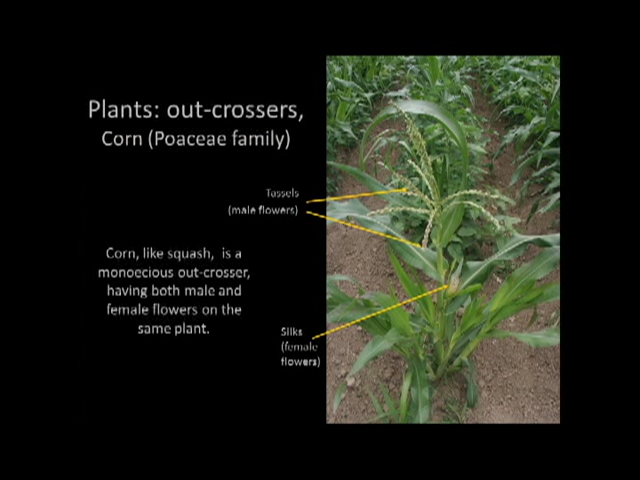 Plants: out-crossers,
Corn (Poaceae family)
Tassels
(male flowers)
Corn, like squash, is a
monoecious out-crosser,
having both male and
female flowers on the
same plant.
Silks
(female
flowers)